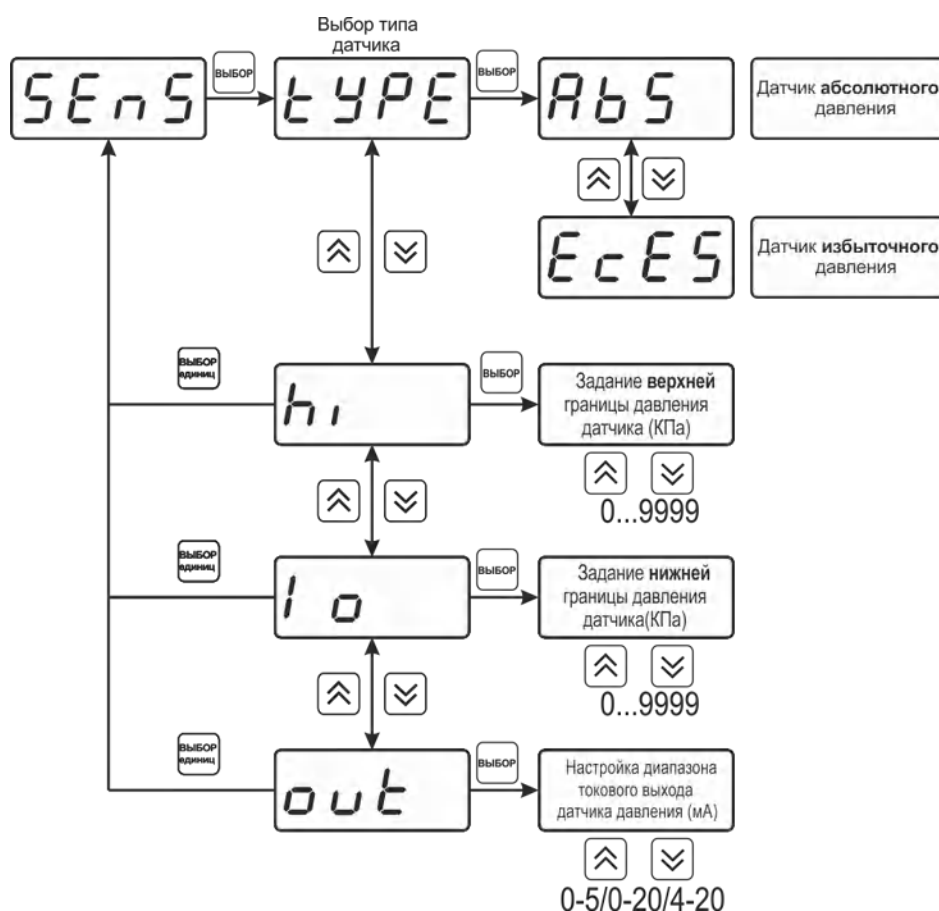 Выбор типа
датчика
SEnS
ВЫБОР
tYPE
ВЫБОР
AbS
Датчик абсолютного
давления
EcES
Датчик избыточного
давления
ВЫБОР
единиц
hi
ВЫБОР
Задание верхней
границы давления
датчика (КПа)
0...9999
ВЫБОР
единиц
lo
ВЫБОР
Задание нижней
границы давления
датчика(КПа)
0...9999
ВЫБОР
единиц
out
ВЫБОР
Настройка диапазона
токового выхода
датчика давления (мА)
0-5/0-20/4-20